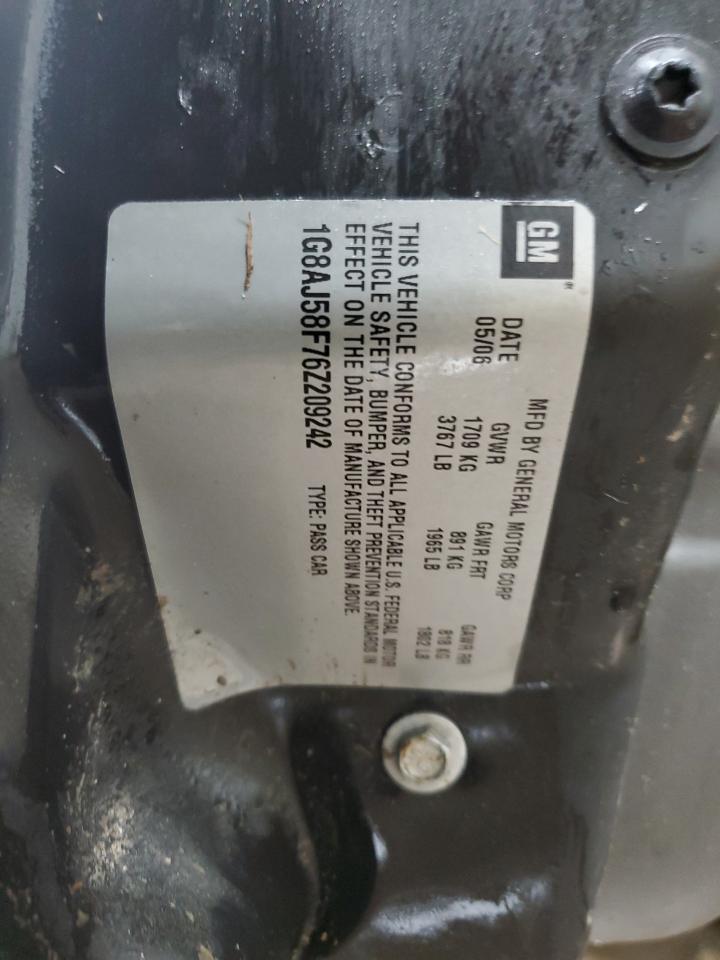 GM
MFD BY GENERAL MOTORS CORP
DATE GVWR GAWR FRT GAWR RR
05/06 1709 KG 891 KG 818 KG
3767 LB 1965 LB 1802 LB
THIS VEHICLE CONFORMS TO ALL APPLICABLE U.S. FEDERAL MOTOR
VEHICLE SAFETY, BUMPER, AND THEFT PREVENTION STANDARDS IN
EFFECT ON THE DATE OF MANUFACTURE SHOWN ABOVE.
1G8AJ58F76Z209242 TYPE: PASS CAR